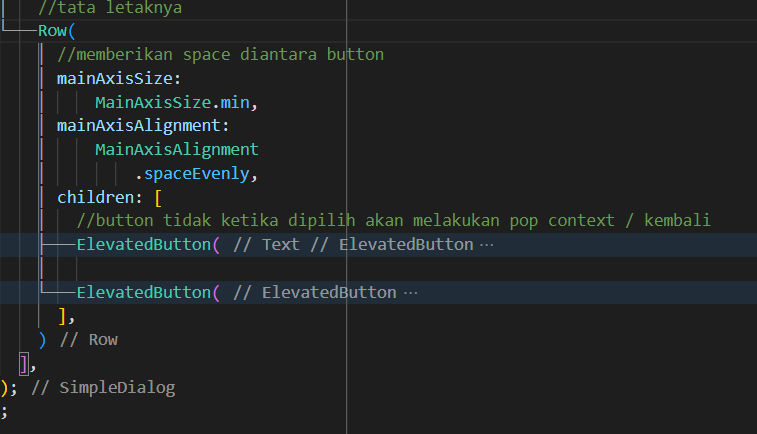 //tata letaknya
Row(
//memberikan space diantara button
mainAxisSize:
MainAxisSize.min,
mainAxisAlignment:
MainAxisAlignment
.spaceEvenly,
children: [
//button tidak ketika dipilih akan melakukan pop context / kembali
ElevatedButton( // Text // ElevatedButton ···
ElevatedButton( // ElevatedButton ···
],
) // Row
],
); // SimpleDialog
;